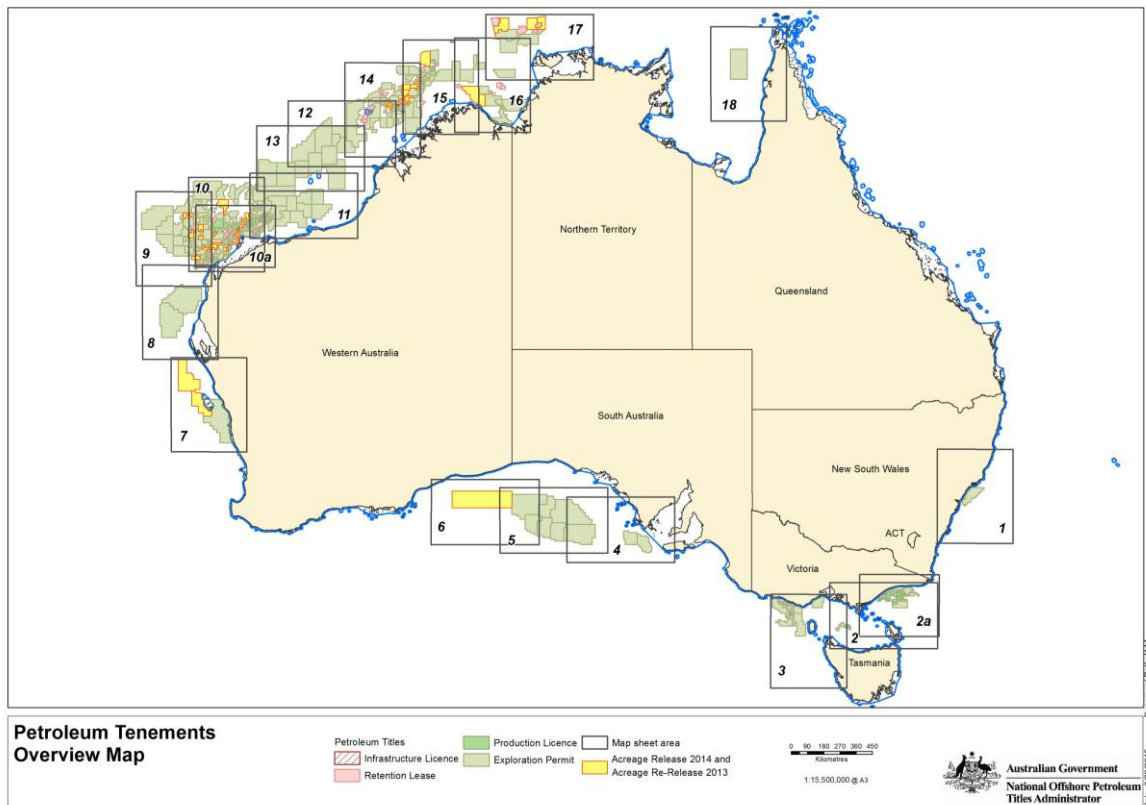 17
14
15
16
18
12
13
10
11
9
10a
8
7
Northern Territory
Queensland
Western Australia
South Australia
New South Wales
ACT
Victoria
Tasmania
6
5
4
1
2a
2
3
Petroleum Tenements
Overview Map
Petroleum Titles
Infrastructure Licence
Retention Lease
Production Licence
Exploration Permit
Map sheet area
Acreage Release 2014 and
Acreage Re-Release 2013
0 90 180 270 360 450
Kilometres
1:15,500,000 @ A3
Australian Government
National Offshore Petroleum
Titles Administrator